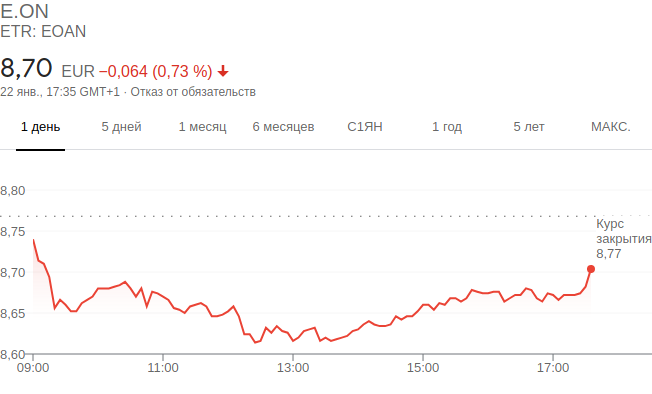 E.ON
ETR: EOAN
8,70 EUR −0,064 (0,73 %)
22 янв., 17:35 GMT+1 · Отказ от обязательств
1 день 5 дней 1 месяц 6 месяцев С1ЯН 1 год 5 лет МАКС.
8,80
Курс
8,75
закрытия
8,77
8,70
8,65
8,60
09:00 11:00 13:00 15:00 17:00